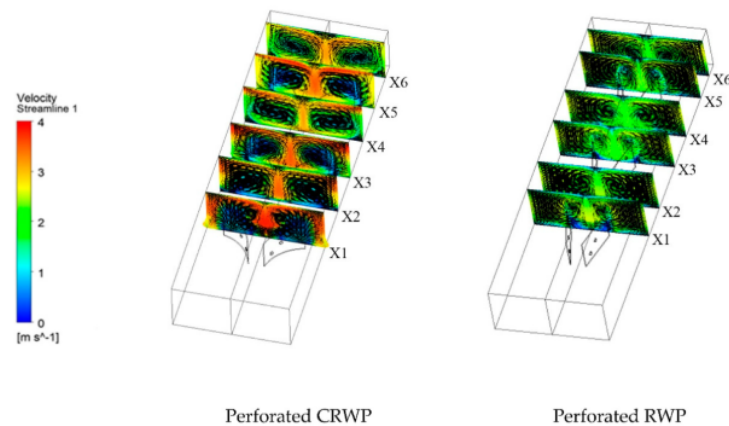 Velocity
Streamline 1
4
3
2
1
0
[m s^-1]
X6
X5
X4
X3
X2
X1
Perforated CRWP
X6
X5
X4
X3
X2
X1
Perforated RWP